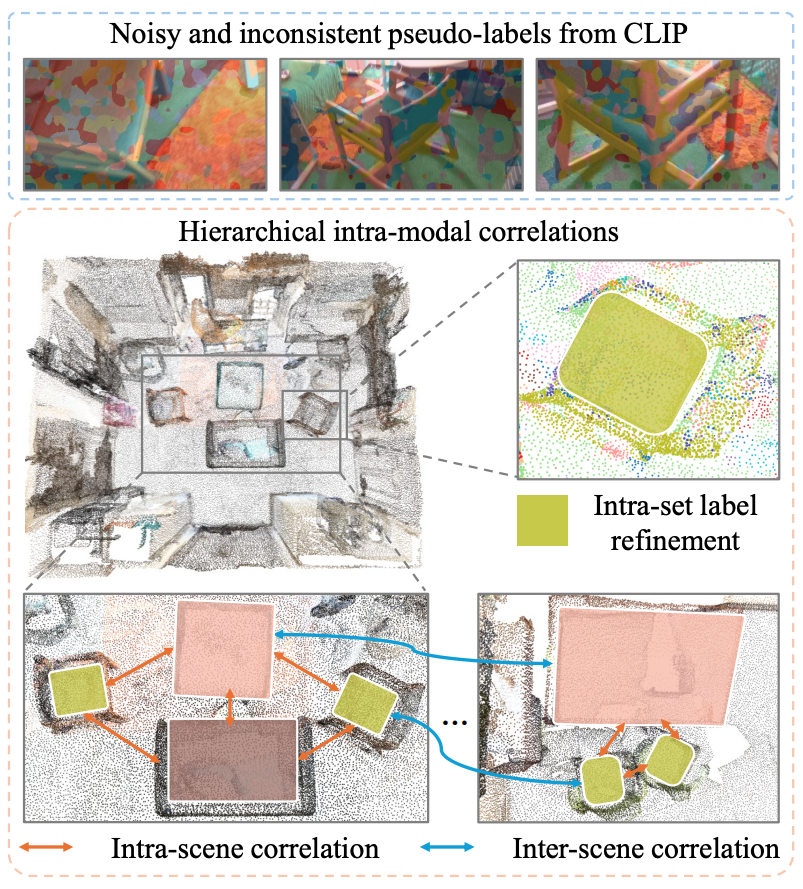 Noisy and inconsistent pseudo-labels from CLIP
Hierarchical intra-modal correlations
Intra-set label
refinement
...
Intra-scene correlation
Inter-scene correlation